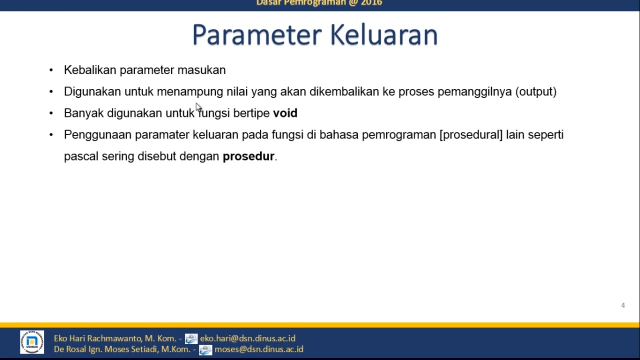 Dasar Pemrograman @ 2016
Parameter Keluaran
• Kebalikan parameter masukan
• Digunakan untuk menampung nilai yang akan dikembalikan ke proses pemanggilnya (output)
• Banyak digunakan untuk fungsi bertipe void
• Penggunaan paramater keluaran pada fungsi di bahasa pemrograman [prosedural] lain seperti
pascal sering disebut dengan prosedur.
4
Eko Hari Rachmawanto, M. Kom. - eko.hari@dsn.dinus.ac.id
De Rosal Ign. Moses Setiadi, M.Kom. - moses@dsn.dinus.ac.id